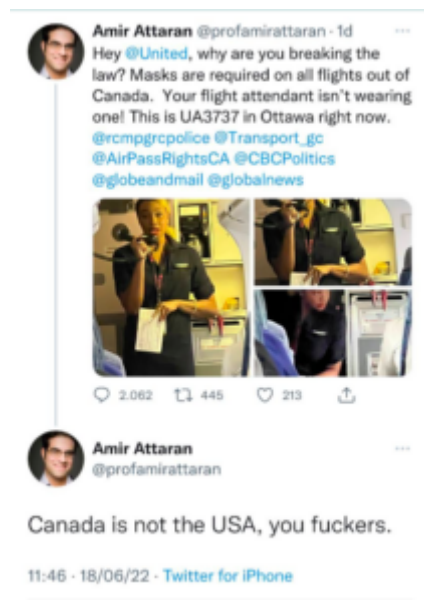 Amir Attaran @profamirattaran · 1d
Hey @United, why are you breaking the
law? Masks are required on all flights out of
Canada. Your flight attendant isn't wearing
one! This is UA3737 in Ottawa right now.
@rcmpgrcpolice @Transport_gc
@AirPassRightsCA @CBCPolitics
@globeandmail @globalnews
2.062 445 213
Amir Attaran
@profamirattaran
Canada is not the USA, you fuckers.
11:46 · 18/06/22 · Twitter for iPhone